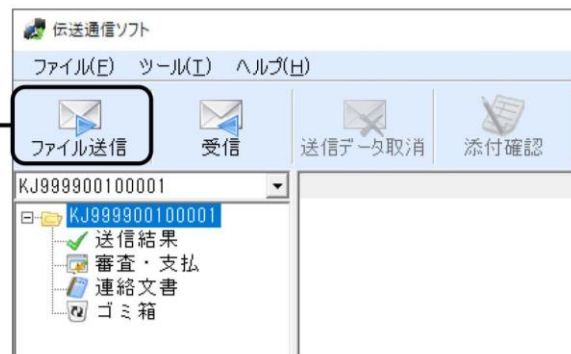 伝送通信ソフト
ファイル(F) ツール(T) ヘルプ(H)
ファイル送信 受信 送信データ取消 添付確認
KJ999900100001
KJ999900100001
送信結果
審査・支払
連絡文書
ゴミ箱